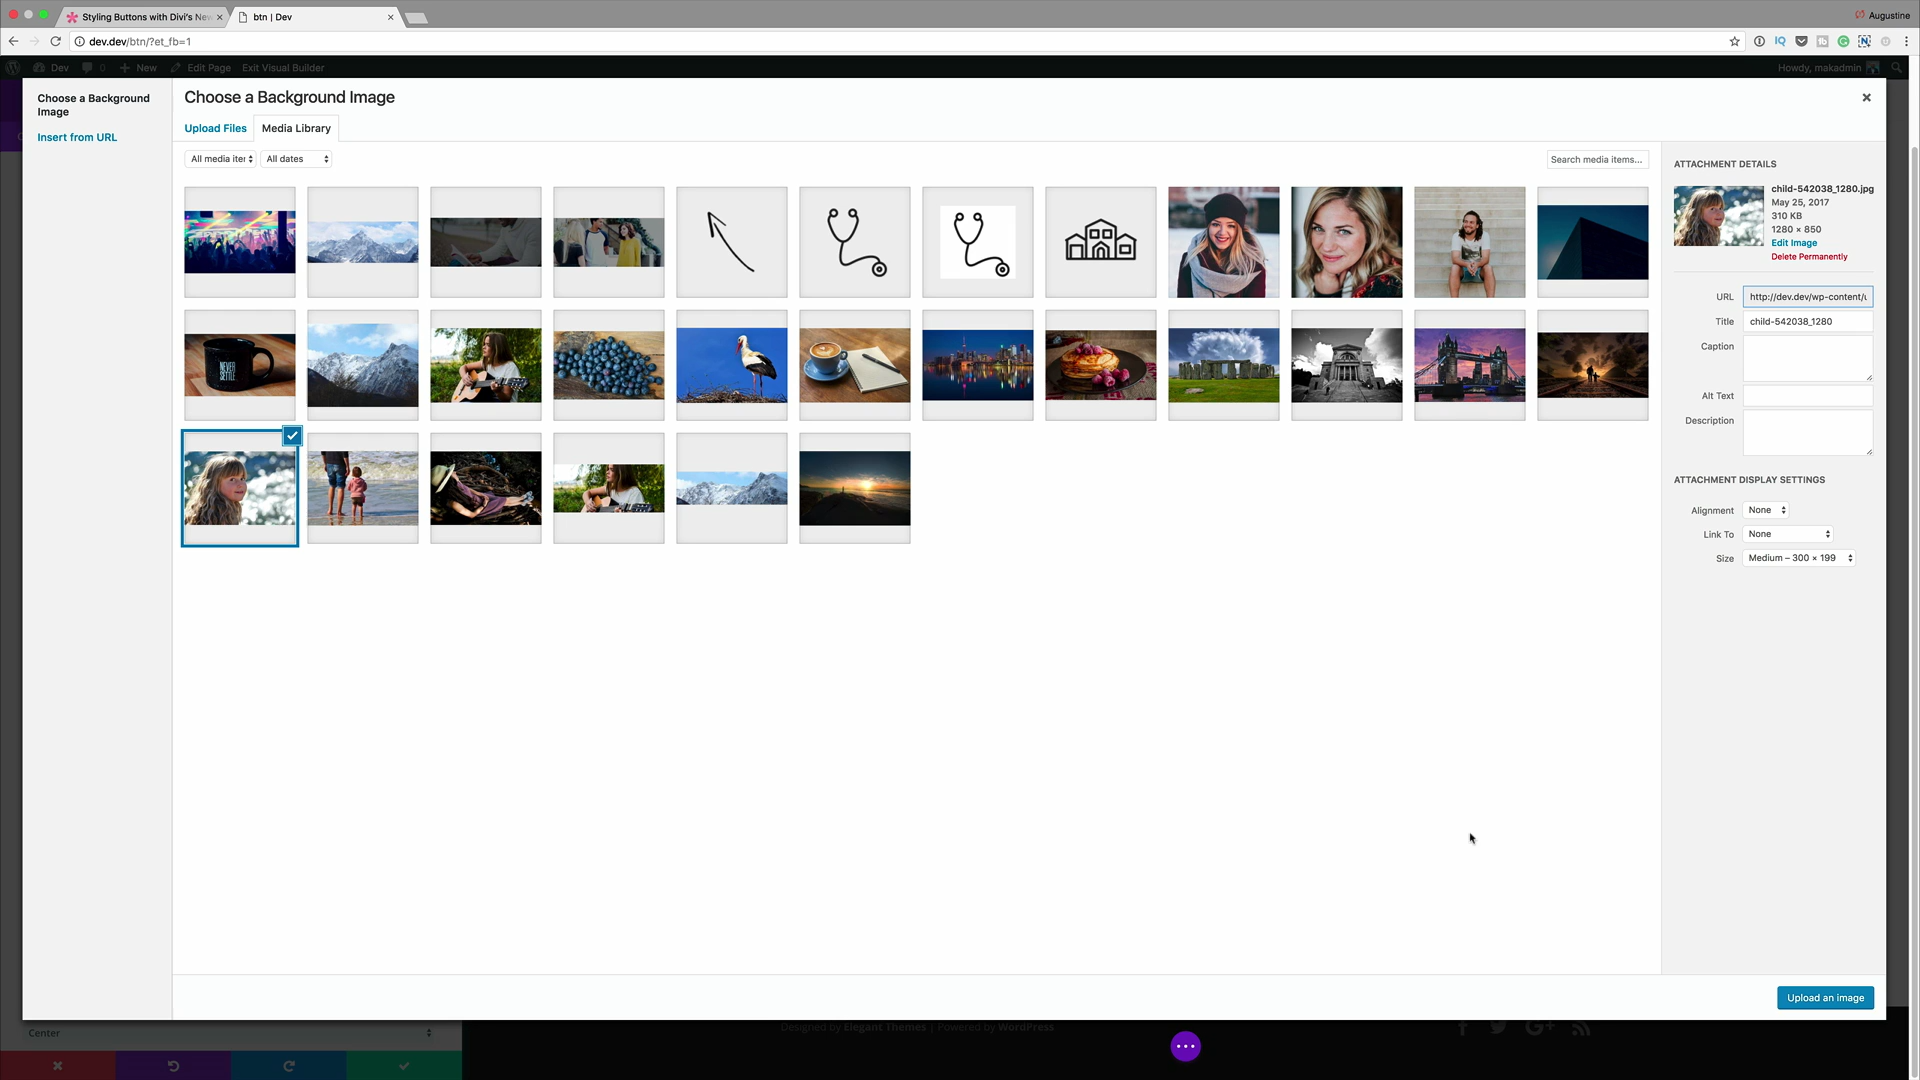 Styling Buttons with Divi's New
btn | Dev
Augustine
dev.dev/btn/?et_fb=1
Dev
0
New
Edit Page
Exit Visual Builder
Howdy, makadmin
Choose a Background
Image
Insert from URL
Choose a Background Image
Upload Files
Media Library
All media iter
All dates
Search media items...
NEVER
SETTLE
ATTACHMENT DETAILS
child-542038_1280.jpg
May 25, 2017
310 KB
1280 × 850
Edit Image
Delete Permanently
URL
http://dev.dev/wp-content/u
Title
child-542038_1280
Caption
Alt Text
Description
ATTACHMENT DISPLAY SETTINGS
Alignment
None
Link To
None
Size
Medium – 300 × 199
Upload an image
Center
Designed by Elegant Themes | Powered by WordPress